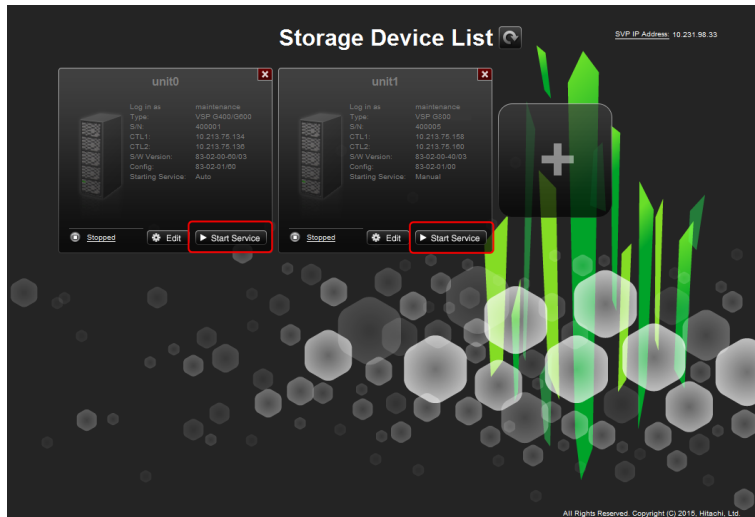 Storage Device List
SVP IP Address: 10.231.98.33
unit0
Log in as maintenance
Type: VSP G400/G600
S/N: 400001
CTL1: 10.213.75.134
CTL2: 10.213.75.136
S/W Version: 83-02-00-60/03
Config: 83-02-01/60
Starting Service: Auto
Stopped
Edit
Start Service
unit1
Log in as maintenance
Type: VSP G800
S/N: 400005
CTL1: 10.213.75.158
CTL2: 10.213.75.160
S/W Version: 83-02-00-40/03
Config: 83-02-01/00
Starting Service: Manual
Stopped
Edit
Start Service
All Rights Reserved. Copyright (C) 2015, Hitachi, Ltd.